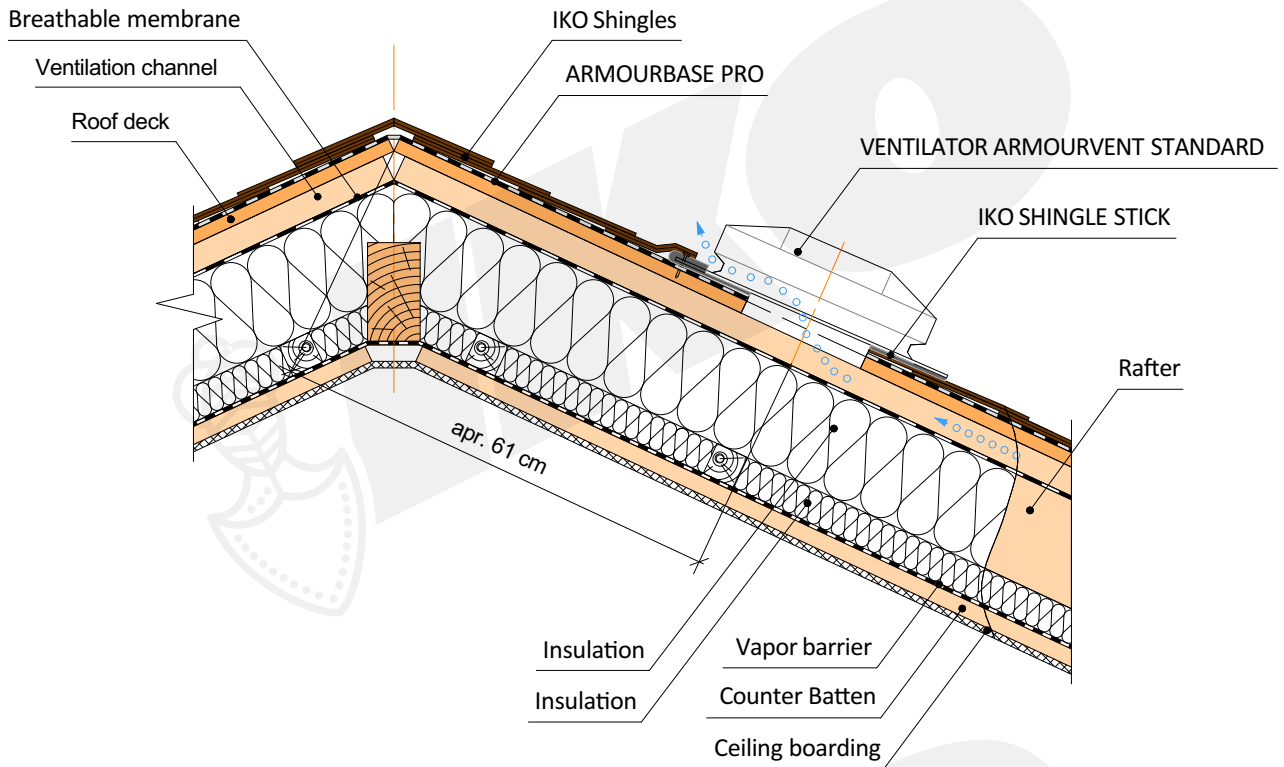 Breathable membrane
IKO Shingles
Ventilation channel
ARMOURBASE PRO
Roof deck
VENTILATOR ARMOURVENT STANDARD
IKO SHINGLE STICK
Rafter
apr. 61 cm
Insulation
Vapor barrier
Insulation
Counter Batten
Ceiling boarding
IKO